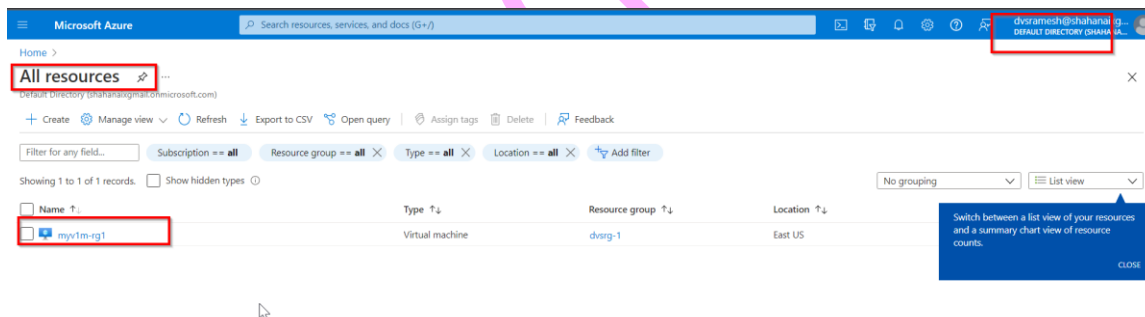 Microsoft Azure
Search resources, services, and docs (G+/)
dvsramesh@shahanaixg...
DEFAULT DIRECTORY (SHAHANA...
Home >
All resources
...
Default Directory (shahanaixgmail.onmicrosoft.com)
+ Create Manage view Refresh Export to CSV Open query Assign tags Delete Feedback
Filter for any field... Subscription == all Resource group == all Type == all Location == all Add filter
Showing 1 to 1 of 1 records. Show hidden types No grouping List view
Name ↑↓ Type ↑↓ Resource group ↑↓ Location ↑↓
myv1m-rg1 Virtual machine dvsrg-1 East US
Switch between a list view of your resources
and a summary chart view of resource
counts.
CLOSE